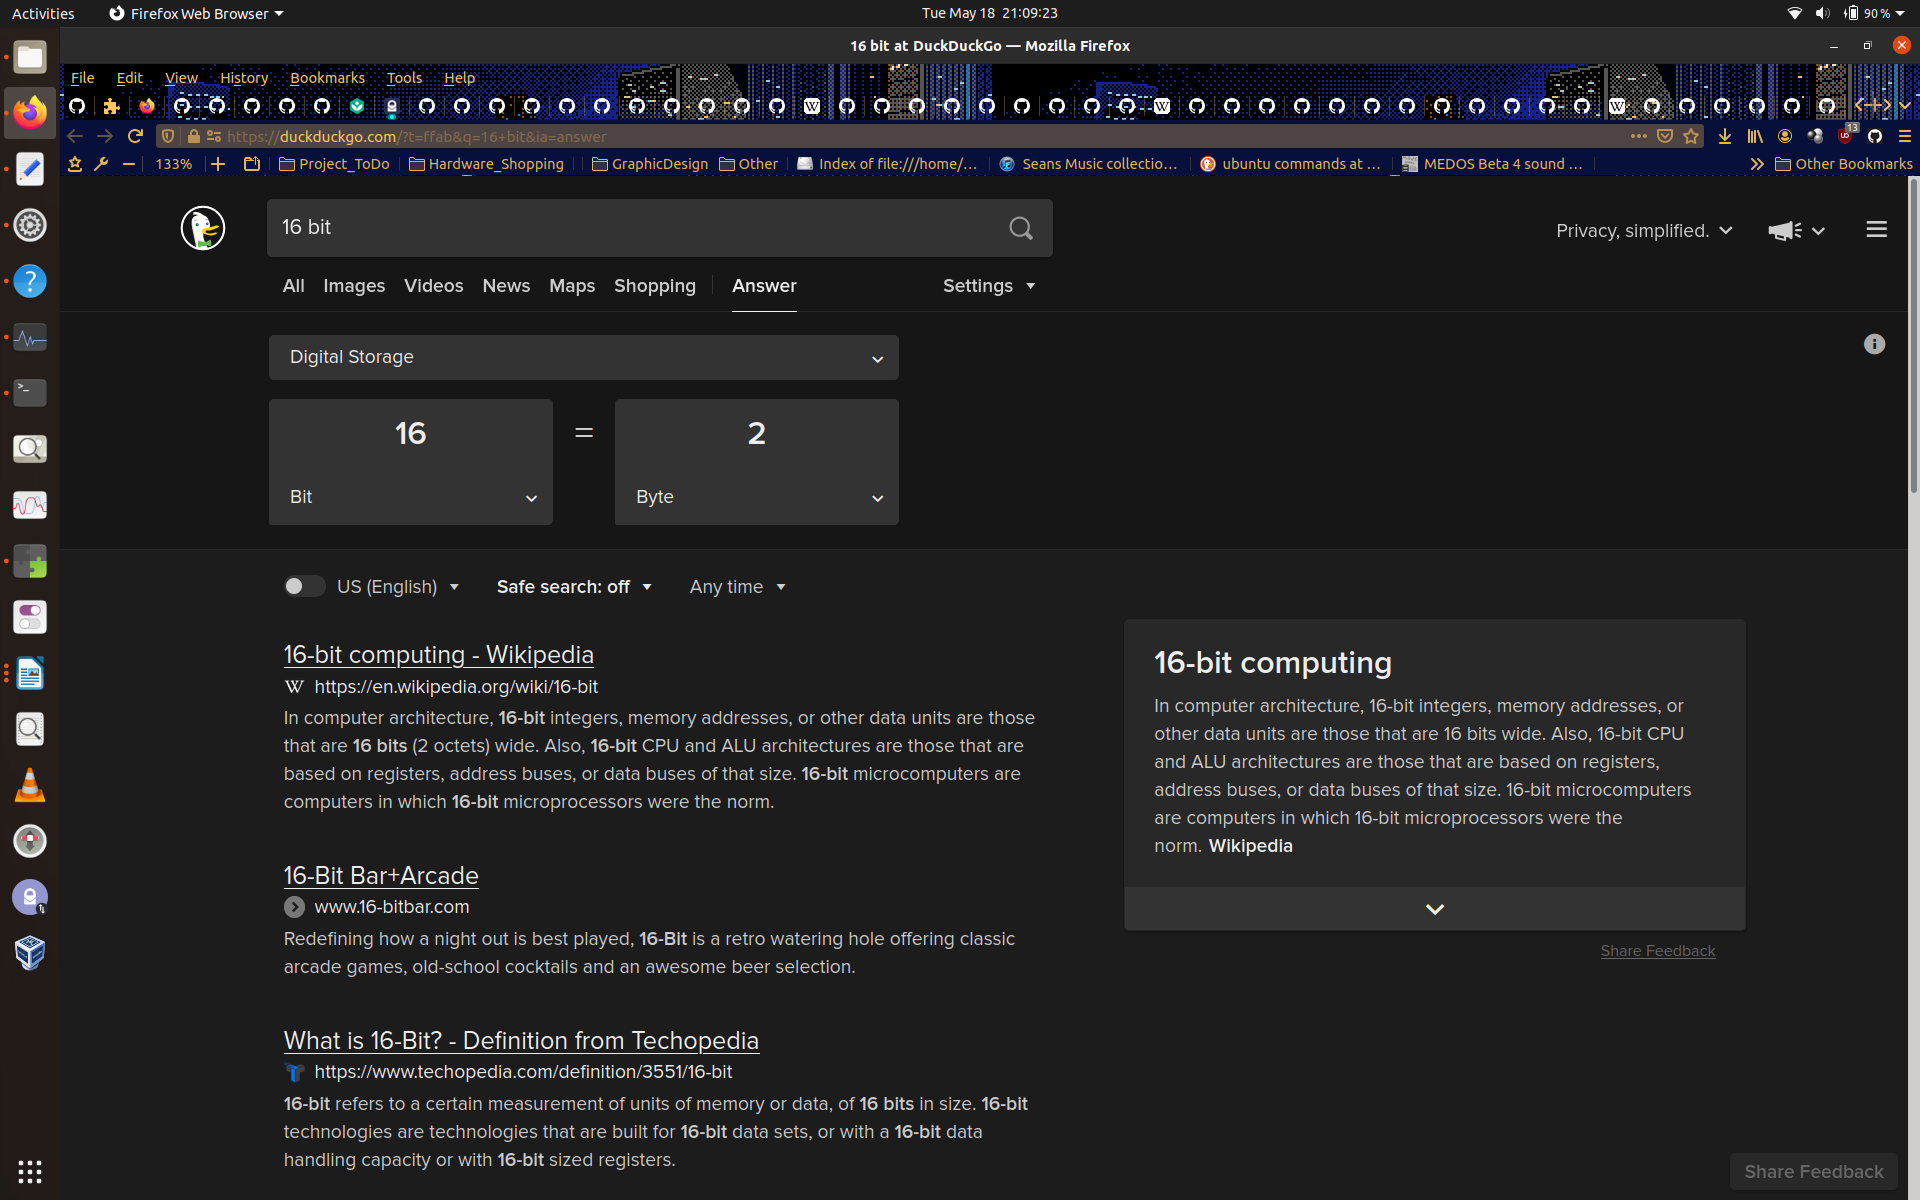 Activities Firefox Web Browser Tue May 18 21:09:23 90 %
16 bit at DuckDuckGo — Mozilla Firefox
File Edit View History Bookmarks Tools Help
https://duckduckgo.com/?t=ffab&q=16+bit&ia=answer 13
133% Project_ToDo Hardware_Shopping GraphicDesign Other Index of file:///home/... Seans Music collectio... ubuntu commands at ... MEDOS Beta 4 sound ... Other Bookmarks
16 bit
Privacy, simplified.
All Images Videos News Maps Shopping Answer Settings
Digital Storage
16 = 2
Bit Byte
US (English) Safe search: off Any time
16-bit computing - Wikipedia
W https://en.wikipedia.org/wiki/16-bit
In computer architecture, 16-bit integers, memory addresses, or other data units are those
that are 16 bits (2 octets) wide. Also, 16-bit CPU and ALU architectures are those that are
based on registers, address buses, or data buses of that size. 16-bit microcomputers are
computers in which 16-bit microprocessors were the norm.
16-Bit Bar+Arcade
www.16-bitbar.com
Redefining how a night out is best played, 16-Bit is a retro watering hole offering classic
arcade games, old-school cocktails and an awesome beer selection.
What is 16-Bit? - Definition from Techopedia
https://www.techopedia.com/definition/3551/16-bit
16-bit refers to a certain measurement of units of memory or data, of 16 bits in size. 16-bit
technologies are technologies that are built for 16-bit data sets, or with a 16-bit data
handling capacity or with 16-bit sized registers.
16-bit computing
In computer architecture, 16-bit integers, memory addresses, or
other data units are those that are 16 bits wide. Also, 16-bit CPU
and ALU architectures are those that are based on registers,
address buses, or data buses of that size. 16-bit microcomputers
are computers in which 16-bit microprocessors were the
norm. Wikipedia
Share Feedback
Share Feedback